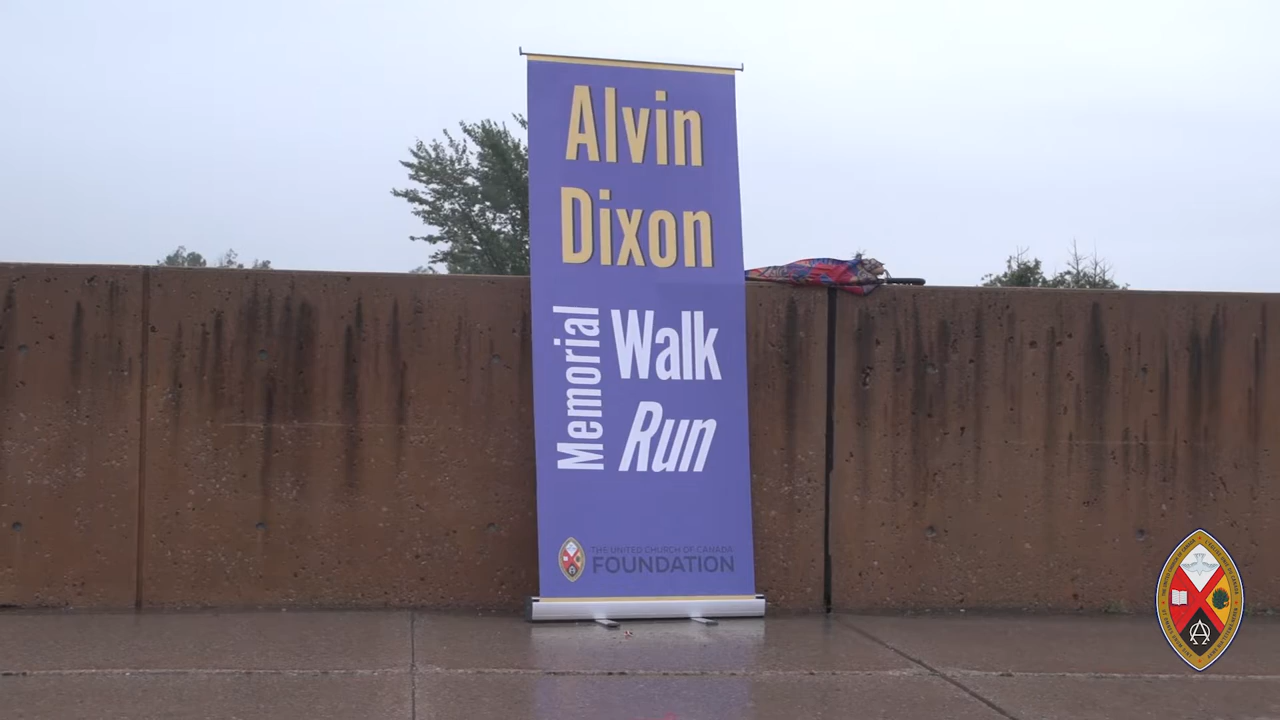 Alvin
Dixon
Memorial
Walk
Run
THE UNITED CHURCH OF CANADA
FOUNDATION